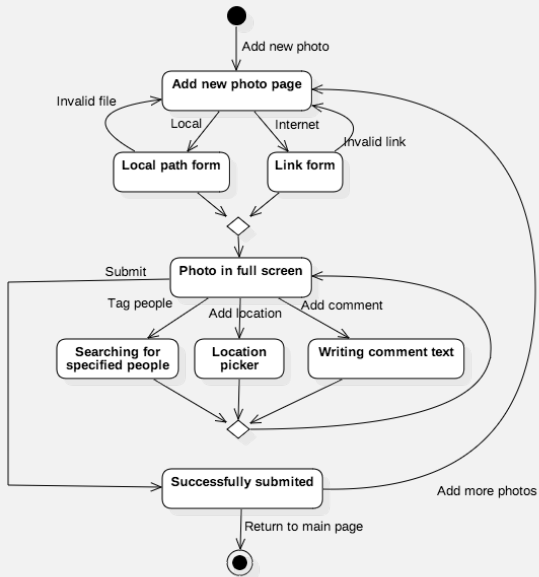 Add new photo
Add new photo page
Invalid file
Local
Internet
Invalid link
Local path form
Link form
Photo in full screen
Submit
Tag people
Add location
Add comment
Searching for
specified people
Location
picker
Writing comment text
Successfully submited
Add more photos
Return to main page